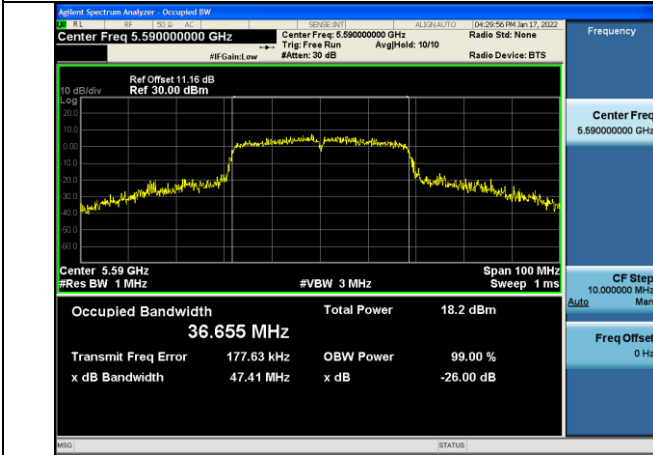 Agilent Spectrum Analyzer - Occupied BW
RL RF 50 Ω AC SENSE:INT ALIGNAUTO 04:29:56 PM Jan 17, 2022
Center Freq 5.590000000 GHz Center Freq: 5.590000000 GHz Radio Std: None
Trig: Free Run Avg|Hold: 10/10
#IFGain:Low #Atten: 30 dB Radio Device: BTS
Ref Offset 11.16 dB
10 dB/div Ref 30.00 dBm
Log
20.0
10.0
0.00
-10.0
-20.0
-30.0
-40.0
-50.0
-60.0
Center 5.59 GHz Span 100 MHz
#Res BW 1 MHz #VBW 3 MHz Sweep 1 ms
Occupied Bandwidth Total Power 18.2 dBm
36.655 MHz
Transmit Freq Error 177.63 kHz OBW Power 99.00 %
x dB Bandwidth 47.41 MHz x dB -26.00 dB
MSG STATUS
Frequency
Center Freq
5.590000000 GHz
CF Step
10.000000 MHz
Auto Man
Freq Offset
0 Hz